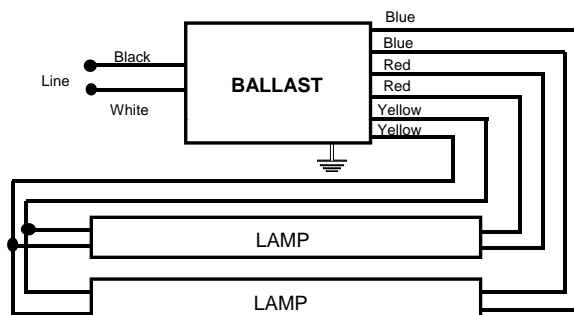 Blue
Black
Blue
Line
BALLAST
Red
White
Red
Yellow
Yellow
LAMP
LAMP